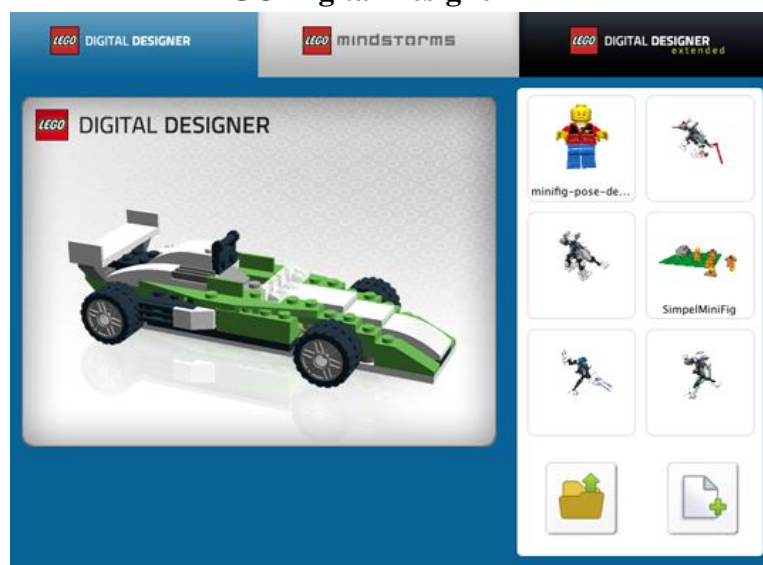 LEGO DIGITAL DESIGNER
LEGO mindstorms
LEGO DIGITAL DESIGNER
extended
LEGO DIGITAL DESIGNER
minifig-pose-de...
SimpelMiniFig